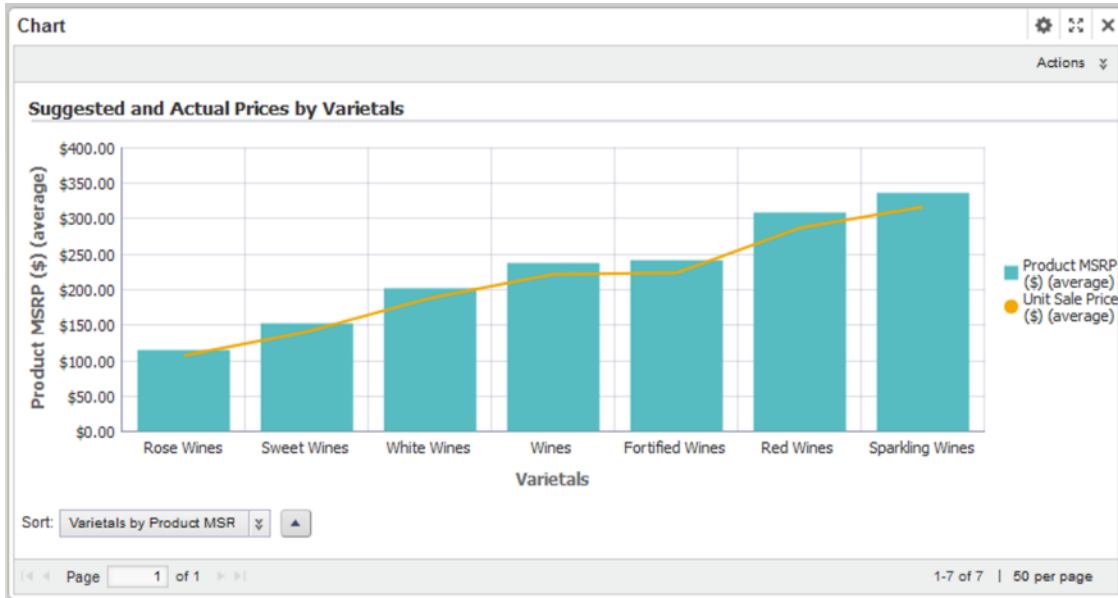 Chart
Actions
Suggested and Actual Prices by Varietals
Product MSRP ($) (average)
$400.00
$350.00
$300.00
$250.00
$200.00
$150.00
$100.00
$50.00
$0.00
Rose Wines Sweet Wines White Wines Wines Fortified Wines Red Wines Sparkling Wines
Varietals
Product MSRP
($) (average)
Unit Sale Price
($) (average)
Sort: Varietals by Product MSR
Page 1 of 1 1-7 of 7 | 50 per page